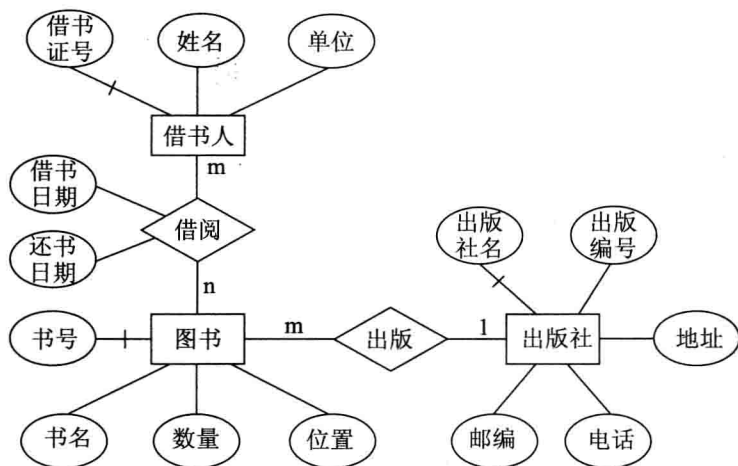 借书
证号
姓名
单位
借书人
m
借书
日期
还书
日期
借阅
n
出版
社名
出版
编号
书号
图书
m
出版
1
出版社
地址
书名
数量
位置
邮编
电话